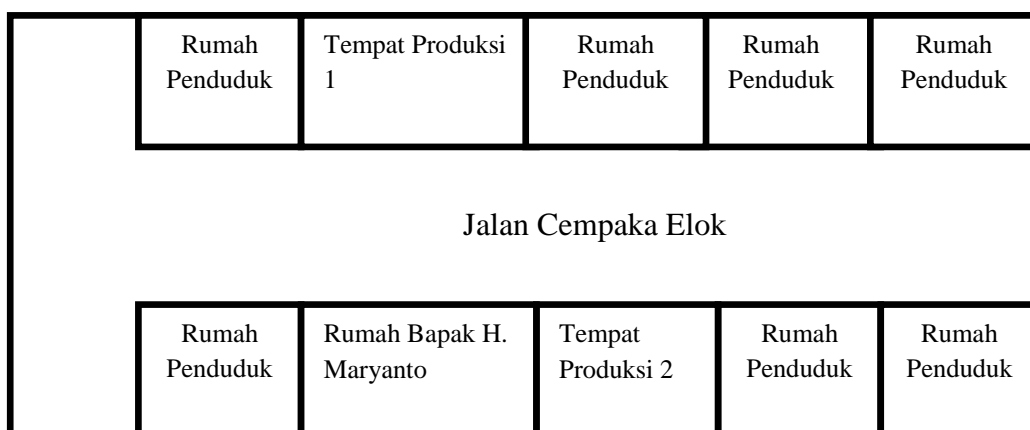 Rumah
Penduduk
Tempat Produksi
1
Rumah
Penduduk
Rumah
Penduduk
Rumah
Penduduk
Jalan Cempaka Elok
Rumah
Penduduk
Rumah Bapak H.
Maryanto
Tempat
Produksi 2
Rumah
Penduduk
Rumah
Penduduk